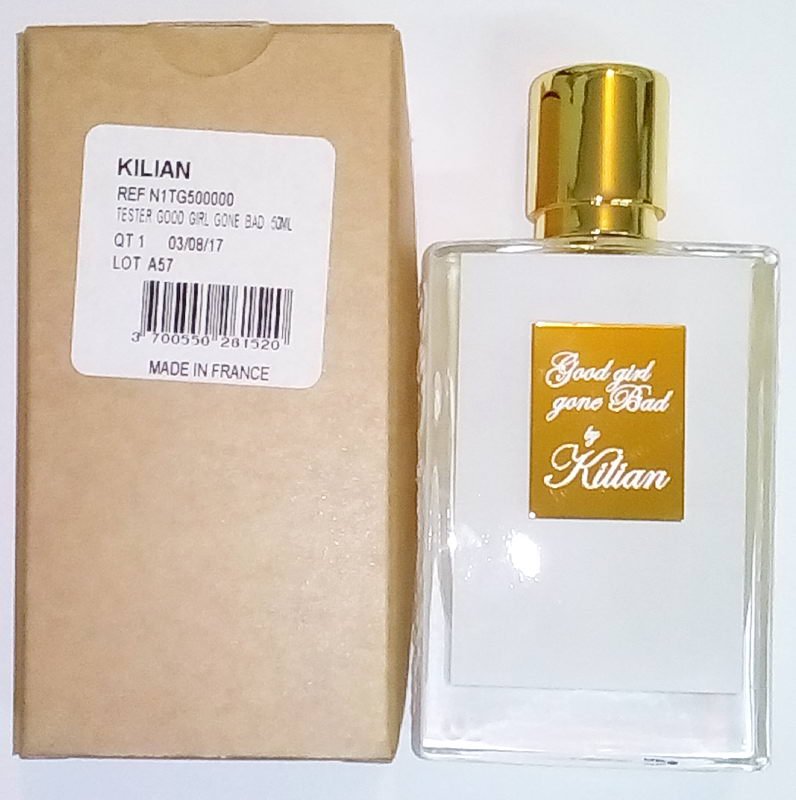 KILIAN
REF N1TG500000
TESTER GOOD GIRL GONE BAD 50ML
QT 1 03/08/17
LOT A57
3 700550 281520
MADE IN FRANCE
Good girl
gone Bad
by
Kilian